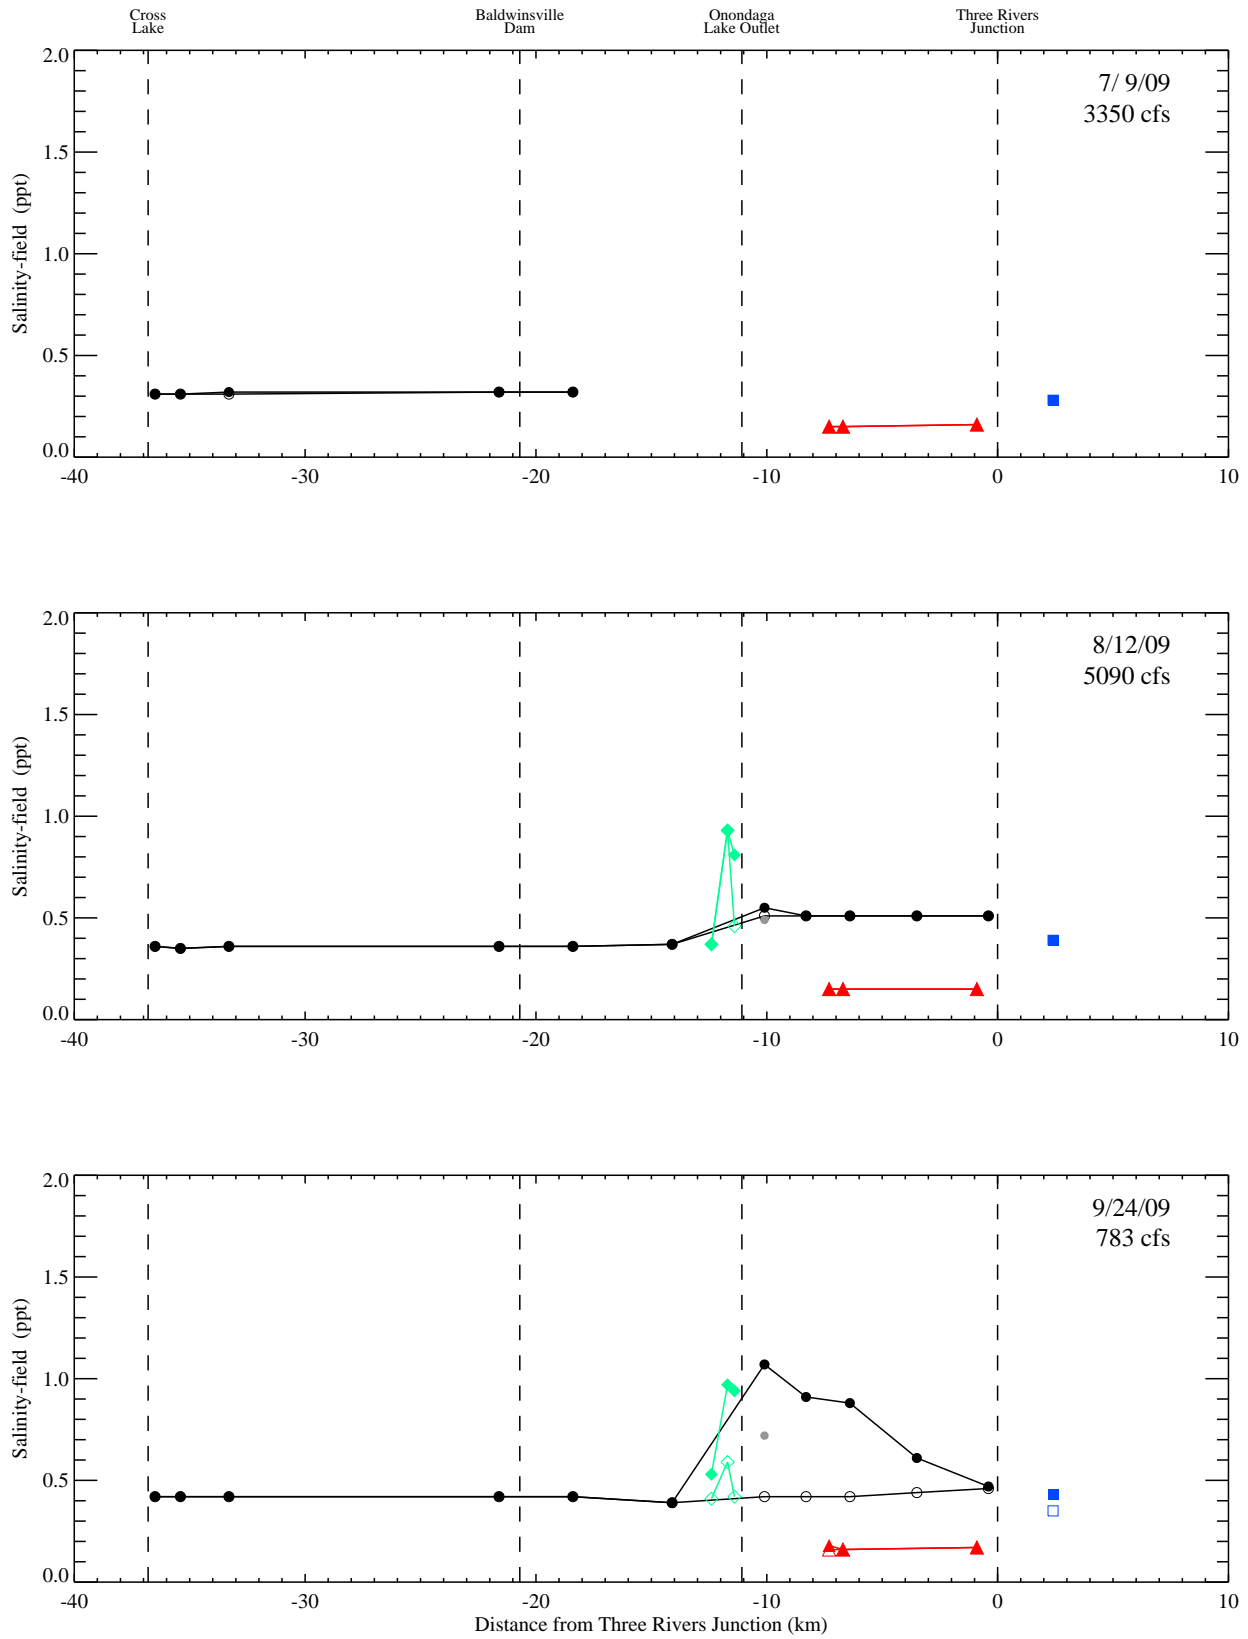 Cross
Lake
Baldwinsville
Dam
Onondaga
Lake Outlet
Three Rivers
Junction
7/ 9/09
3350 cfs
Salinity-field (ppt)
2.0
1.5
1.0
0.5
0.0
-40 -30 -20 -10 0 10
8/12/09
5090 cfs
Salinity-field (ppt)
2.0
1.5
1.0
0.5
0.0
-40 -30 -20 -10 0 10
9/24/09
783 cfs
Salinity-field (ppt)
2.0
1.5
1.0
0.5
0.0
-40 -30 -20 -10 0 10
Distance from Three Rivers Junction (km)